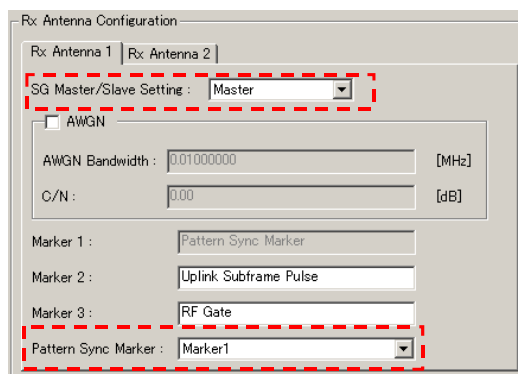 Rx Antenna Configuration
Rx Antenna 1 Rx Antenna 2
SG Master/Slave Setting : Master
AWGN
AWGN Bandwidth : 0.01000000 [MHz]
C/N : 0.00 [dB]
Marker 1 : Pattern Sync Marker
Marker 2 : Uplink Subframe Pulse
Marker 3 : RF Gate
Pattern Sync Marker : Marker1